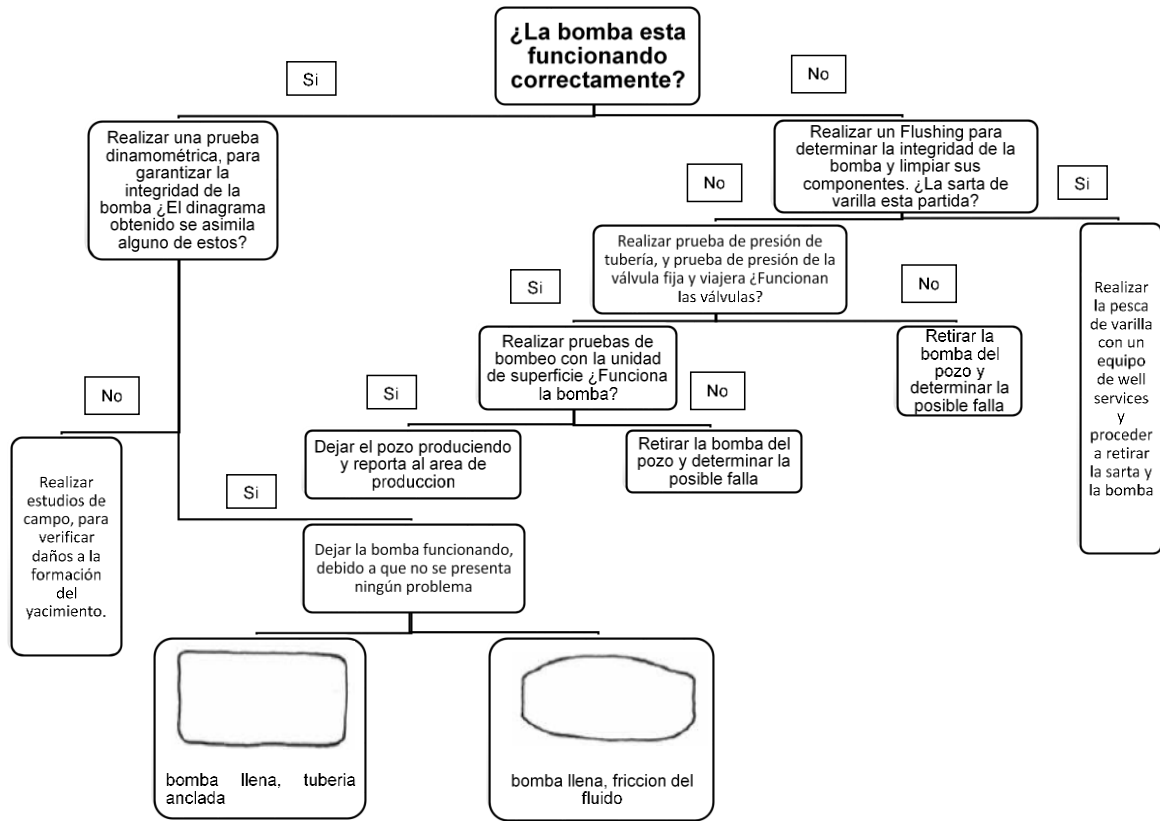 ¿La bomba esta
funcionando
correctamente?
Si
No
Realizar una prueba
dinamométrica, para
garantizar la
integridad de la
bomba ¿El dinagrama
obtenido se asimila
alguno de estos?
Realizar un Flushing para
determinar la integridad de la
bomba y limpiar sus
componentes. ¿La sarta de
varilla esta partida?
No
Si
Realizar prueba de presión de
tubería, y prueba de presión de la
válvula fija y viajera ¿Funcionan
las válvulas?
Realizar
la pesca
de varilla
con un
equipo
de well
services
y
proceder
a retirar
la sarta y
la bomba
Si
No
Realizar pruebas de
bombeo con la unidad
de superficie ¿Funciona
la bomba?
Retirar la
bomba del
pozo y
determinar la
posible falla
No
Si
No
Dejar el pozo produciendo
y reporta al area de
produccion
Retirar la bomba del
pozo y determinar la
posible falla
Realizar
estudios de
campo, para
verificar
daños a la
formación
del
yacimiento.
Si
Dejar la bomba funcionando,
debido a que no se presenta
ningún problema
bomba llena, tuberia
anclada
bomba llena, friccion del
fluido